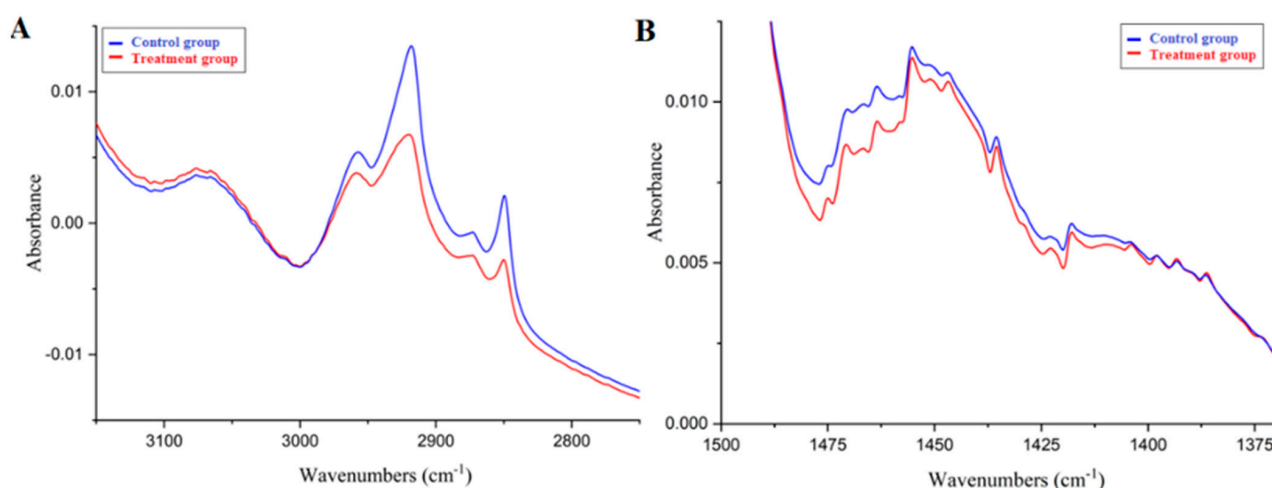 A
Control group
Treatment group
0.01
0.00
-0.01
Absorbance
3100 3000 2900 2800
Wavenumbers (cm⁻¹)
B
Control group
Treatment group
0.010
0.005
0.000
Absorbance
1500 1475 1450 1425 1400 1375
Wavenumbers (cm⁻¹)